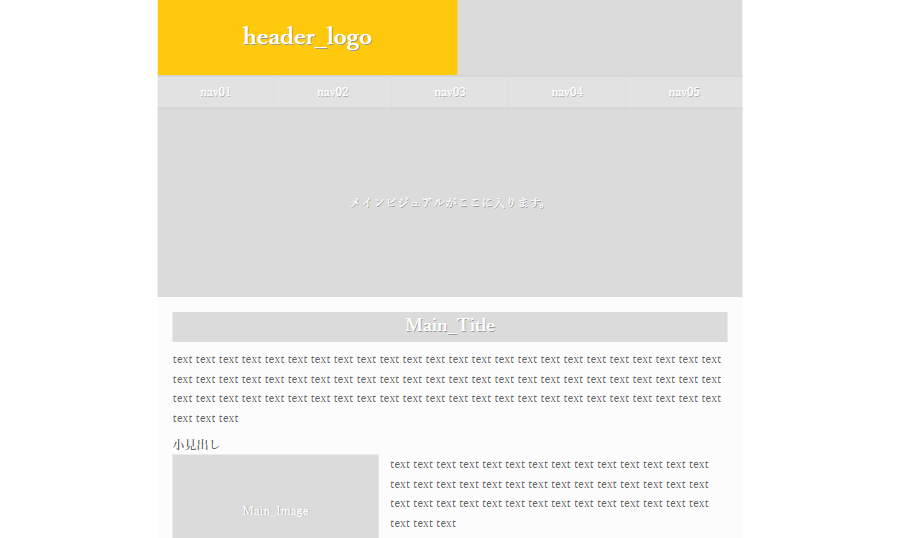 header_logo
nav01 nav02 nav03 nav04 nav05
メインビジュアルがここに入ります。
Main_Title
text text text text text text text text text text text text text text text text text text text text text text text text
text text text text text text text text text text text text text text text text text text text text text text text text
text text text text text text text text text text text text text text text text text text text text text text text text
text text text
小見出し
Main_Image
text text text text text text text text text text text text text text
text text text text text text text text text text text text text text
text text text text text text text text text text text text text text
text text text